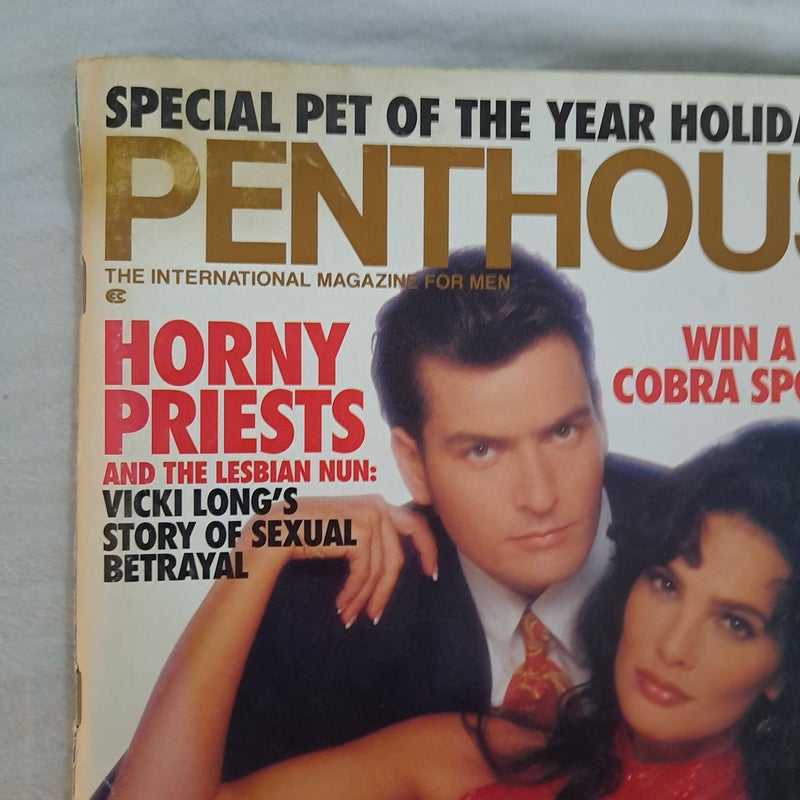 SPECIAL PET OF THE YEAR HOLIDA
PENTHOUS
THE INTERNATIONAL MAGAZINE FOR MEN
HORNY
PRIESTS
AND THE LESBIAN NUN:
VICKI LONG'S
STORY OF SEXUAL
BETRAYAL
WIN A
COBRA SPO